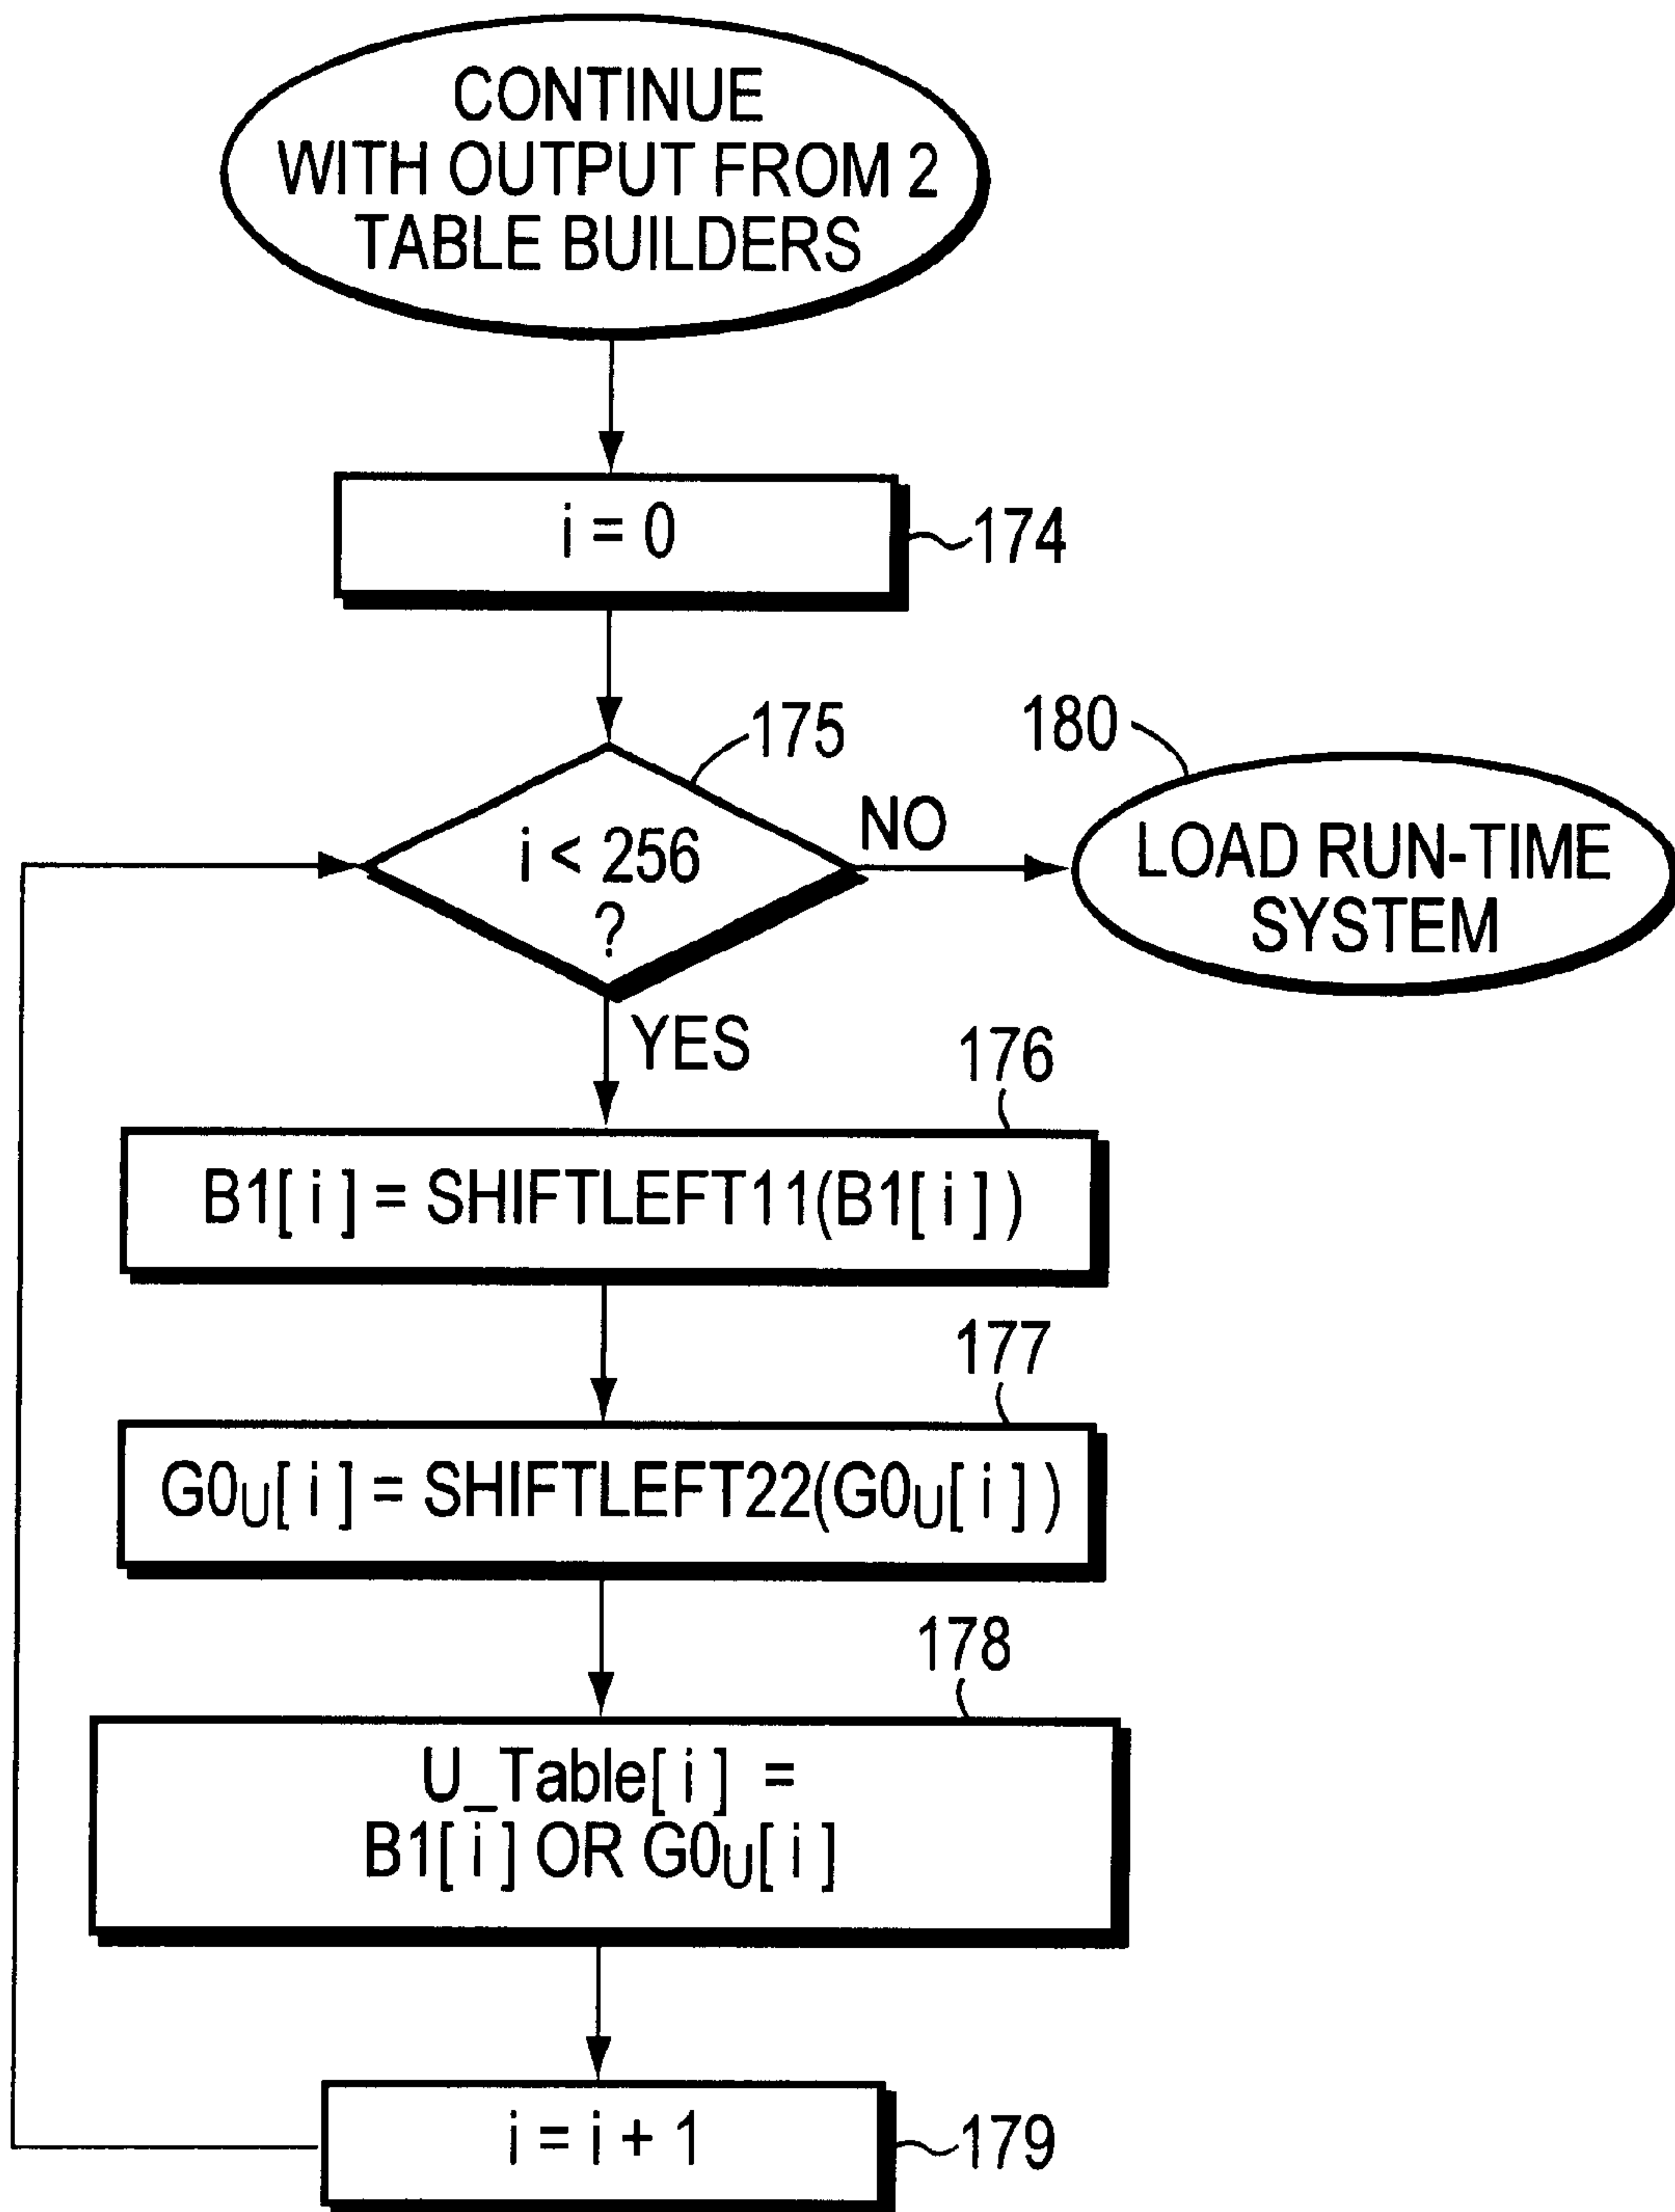 CONTINUE
WITH OUTPUT FROM 2
TABLE BUILDERS
i = 0
174
175
180
i < 256
?
NO
LOAD RUN-TIME
SYSTEM
YES
176
B1[ i ] = SHIFTLEFT11(B1[ i ])
177
G0U[ i ] = SHIFTLEFT22(G0U[ i ])
178
U_Table[ i ] =
B1[ i ] OR G0U[ i ]
i = i + 1
179